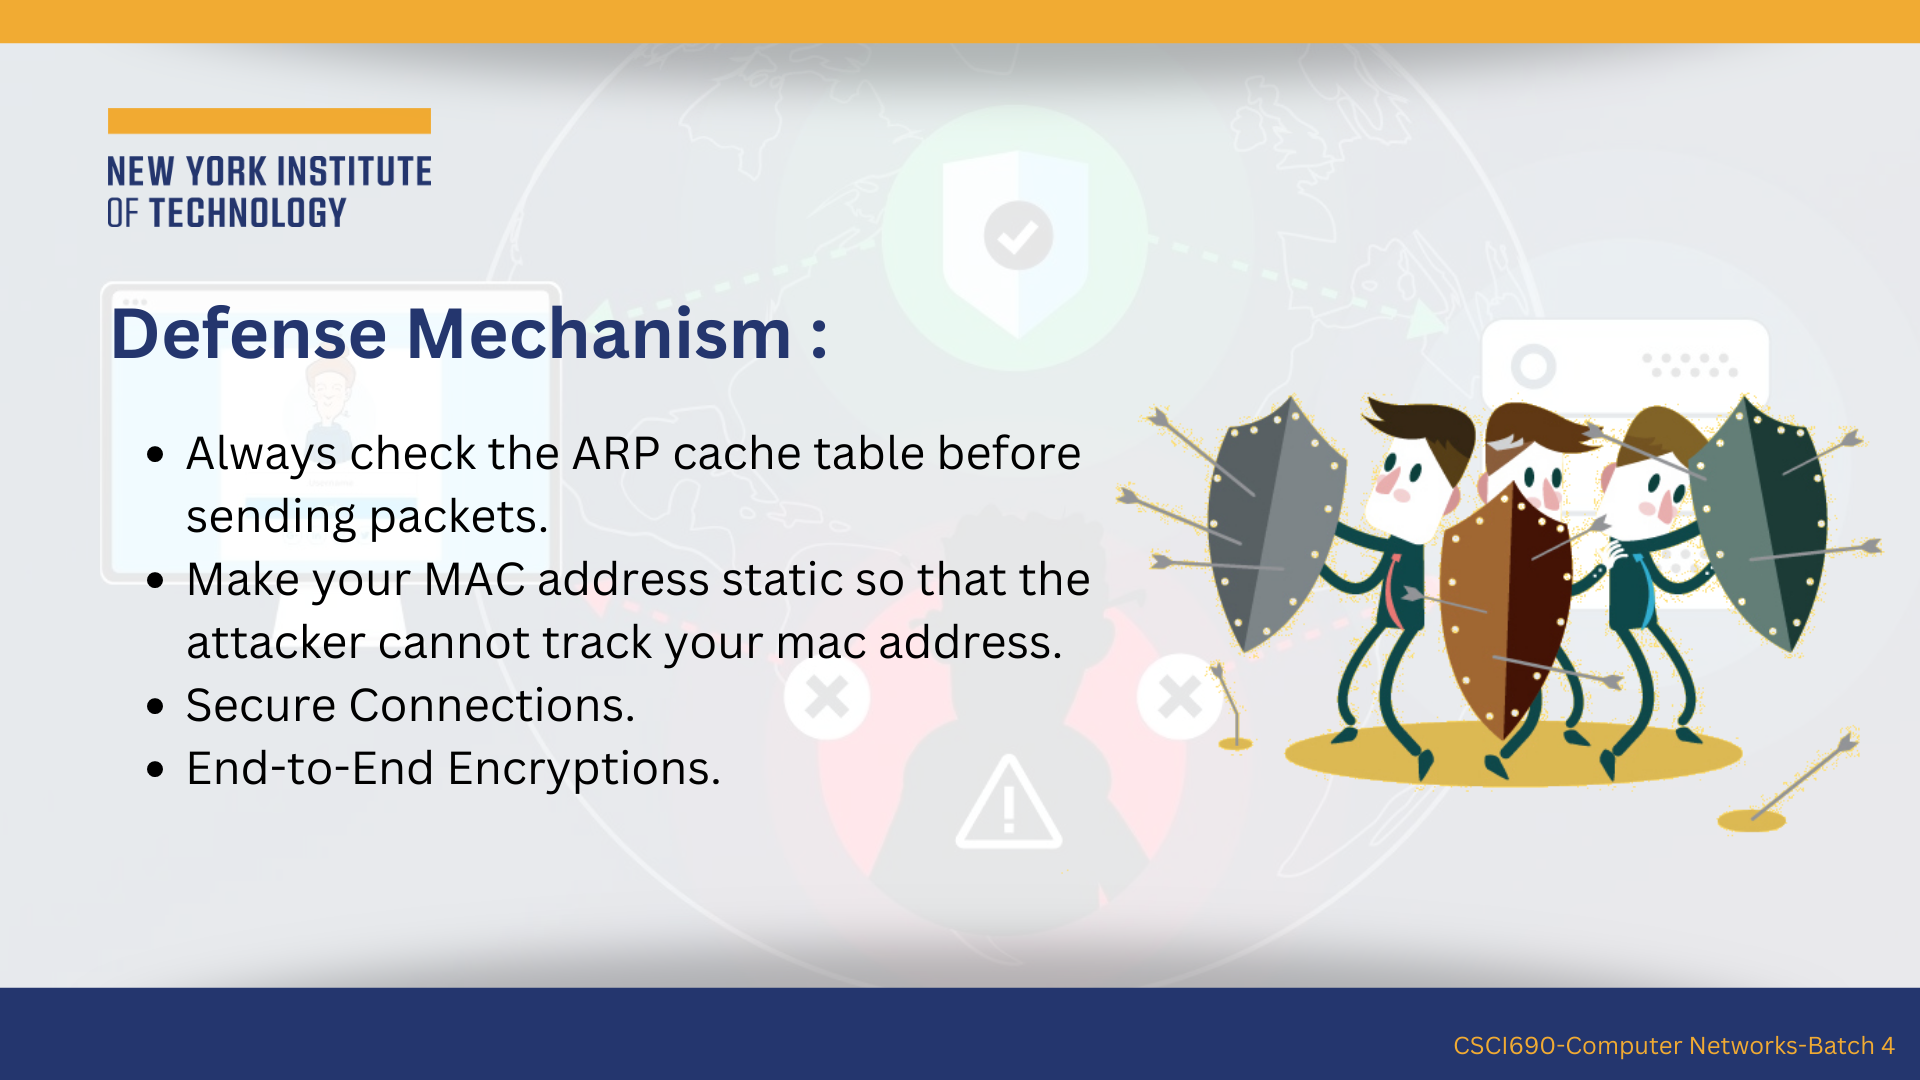 NEW YORK INSTITUTE
OF TECHNOLOGY
Defense Mechanism :
• Always check the ARP cache table before
sending packets.
• Make your MAC address static so that the
attacker cannot track your mac address.
• Secure Connections.
• End-to-End Encryptions.
CSCI690-Computer Networks-Batch 4